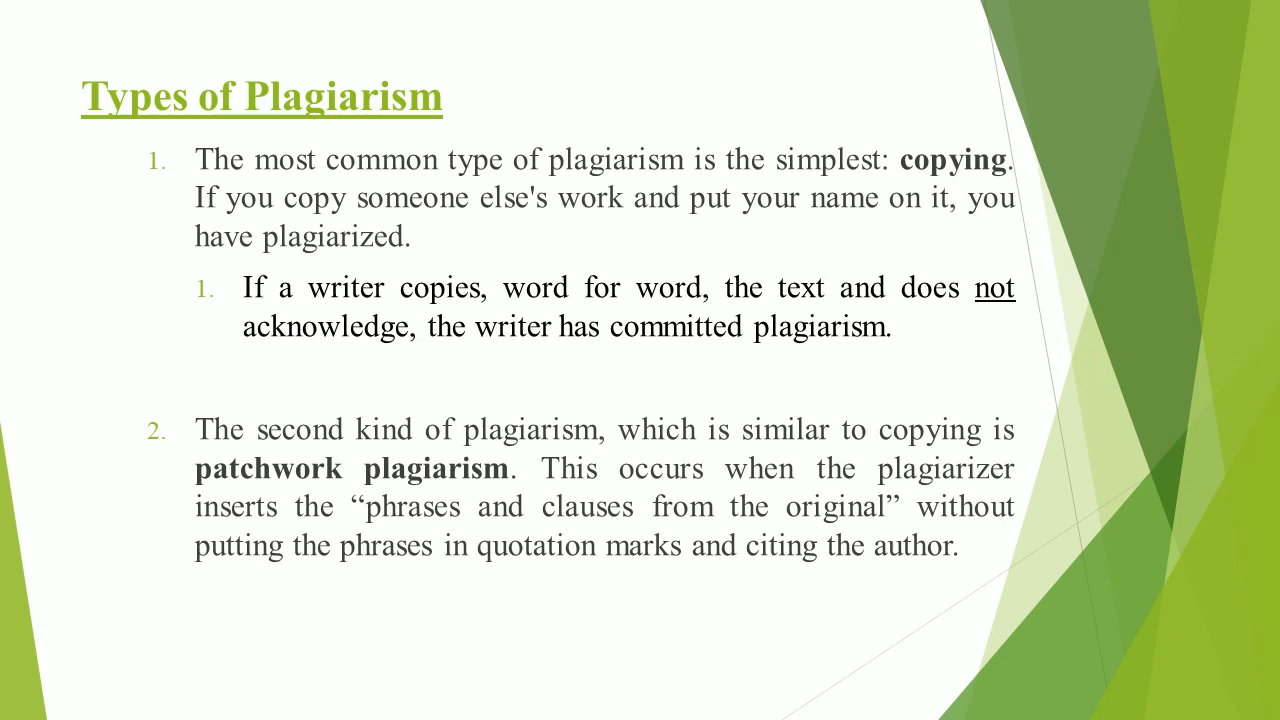 Types of Plagiarism
1. The most common type of plagiarism is the simplest: copying.
If you copy someone else's work and put your name on it, you
have plagiarized.
1. If a writer copies, word for word, the text and does not
acknowledge, the writer has committed plagiarism.
2. The second kind of plagiarism, which is similar to copying is
patchwork plagiarism. This occurs when the plagiarizer
inserts the “phrases and clauses from the original” without
putting the phrases in quotation marks and citing the author.